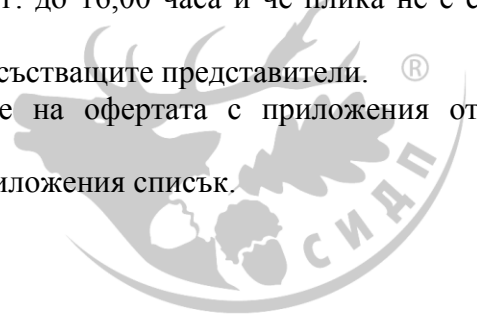 г. до 16,00 часа и че плика не е с
състващите представители.
®
е на офертата с приложения от
иложения списък.
СИДП